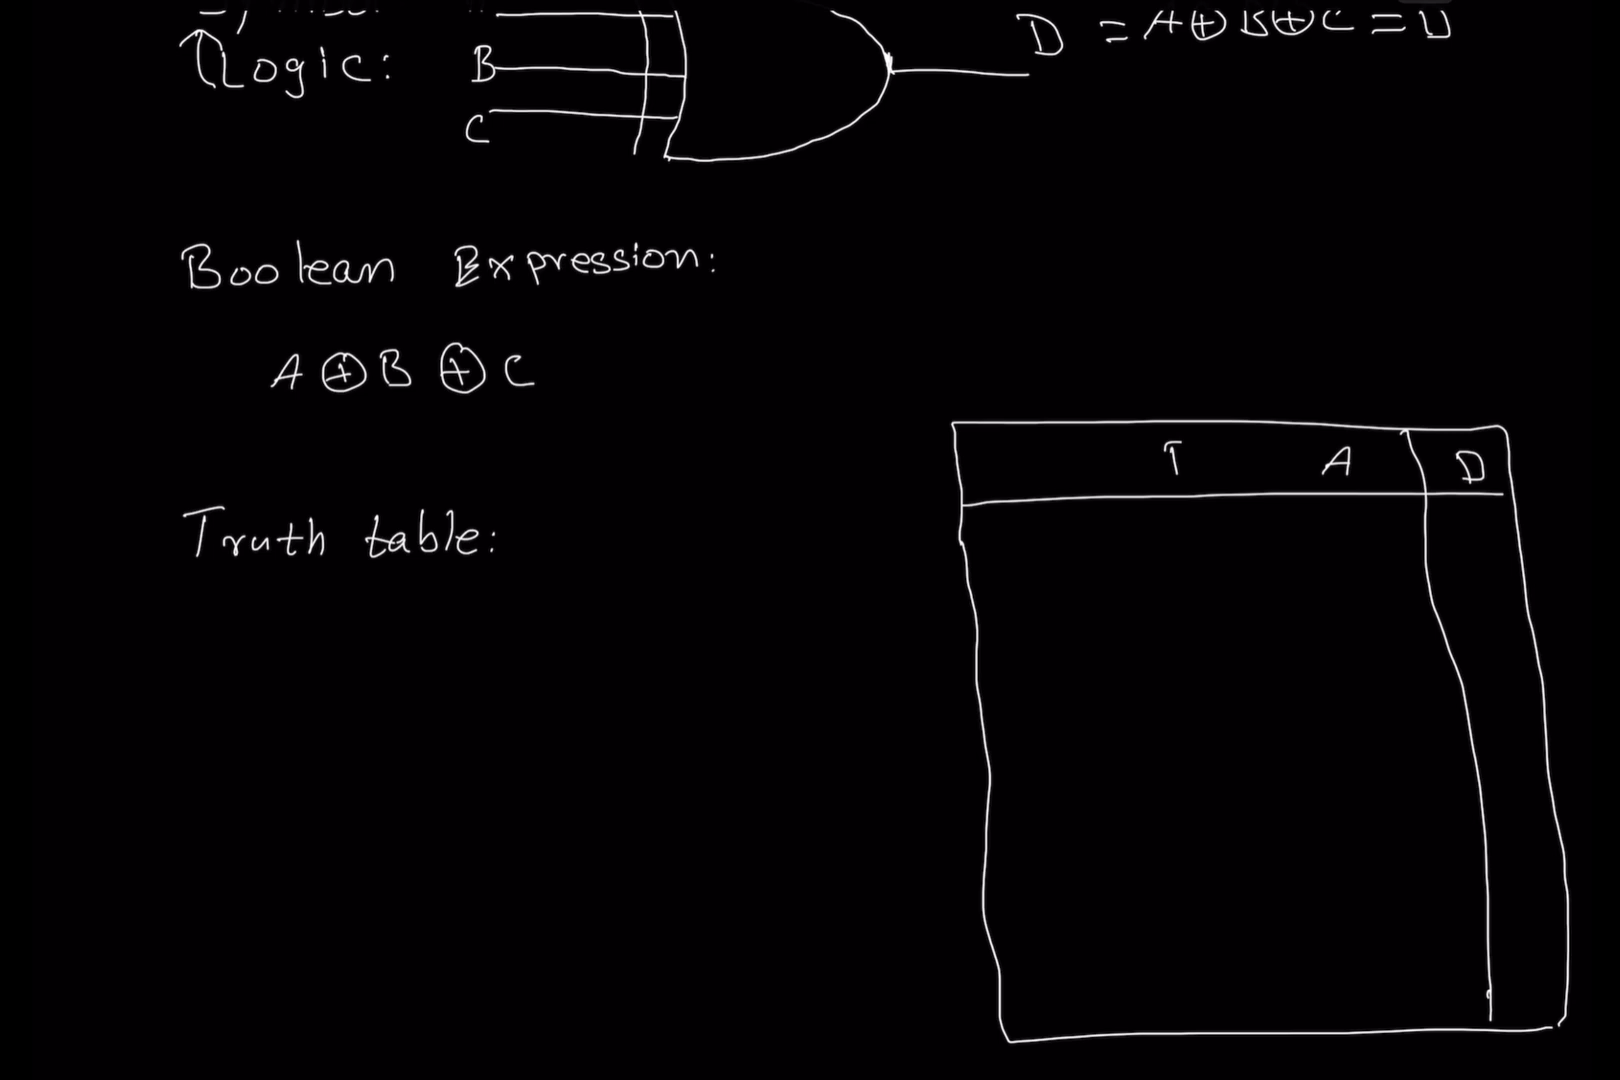 D = A ⊕ B ⊕ C = D
Logic: B
C
Boolean Expression:
A ⊕ B ⊕ C
T A D
Truth table: